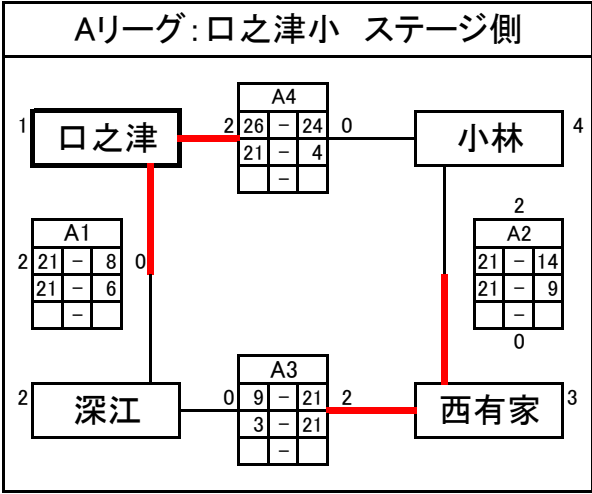 Aリーグ:口之津小 ステージ側
A4
1 口之津 2 26 - 24 0 小林 4
21 - 4
-
2
A1 A2
2 21 - 8 0 21 - 14
21 - 6 21 - 9
- -
0
A3
2 深江 0 9 - 21 2 西有家 3
3 - 21
-